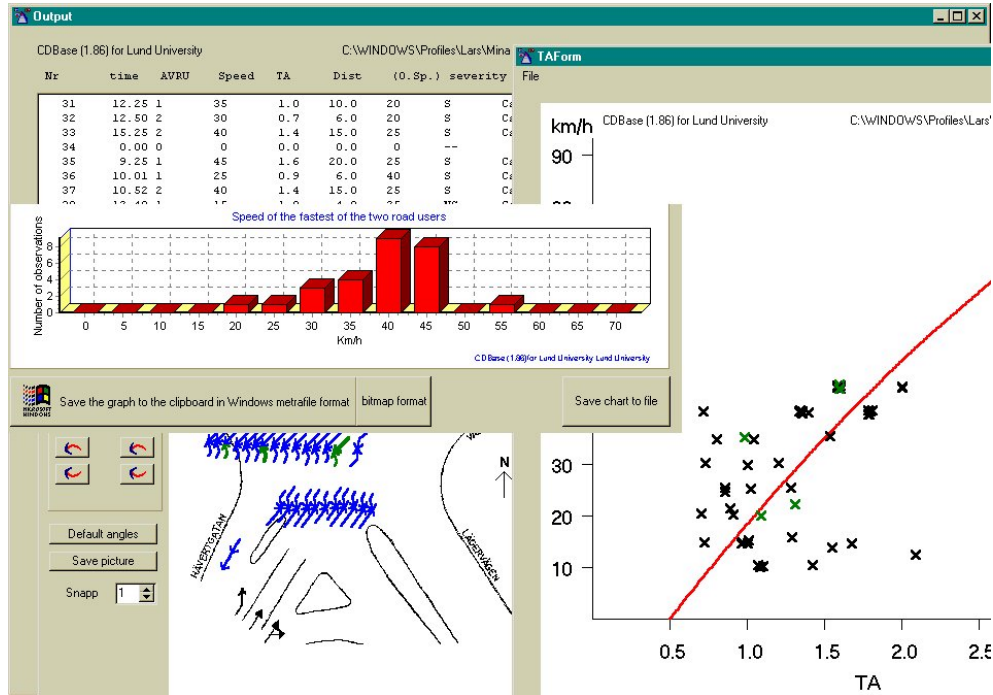 Output
CDBase (1.86) for Lund University C:\WINDOWS\Profiles\Lars\Mina
Nr time AVRU Speed TA Dist (O.Sp.) severity
31 12.25 1 35 1.0 10.0 20 S
32 12.50 2 30 0.7 6.0 20 S
33 15.25 2 40 1.4 15.0 25 S
34 0.00 0 0 0.0 0.0 0 --
35 9.25 1 45 1.6 20.0 25 S
36 10.01 1 25 0.9 6.0 40 S
37 10.52 2 40 1.4 15.0 25 S
TAForm
File
km/h CDBase (1.86) for Lund University C:\WINDOWS\Profiles\Lars\
90
30
20
10
0.5 1.0 1.5 2.0 2.5
TA
Speed of the fastest of the two road users
Number of observations
8
6
4
2
0
0 5 10 15 20 25 30 35 40 45 50 55 60 65 70
Km/h
CDBase (1.86)for Lund University Lund University
MICROSOFT
WINDOWS
Save the graph to the clipboard in Windows metrafile format
bitmap format
Save chart to file
Default angles
Save picture
Snapp 1
N
HÄVERTGATAN
LAGERVÄGEN